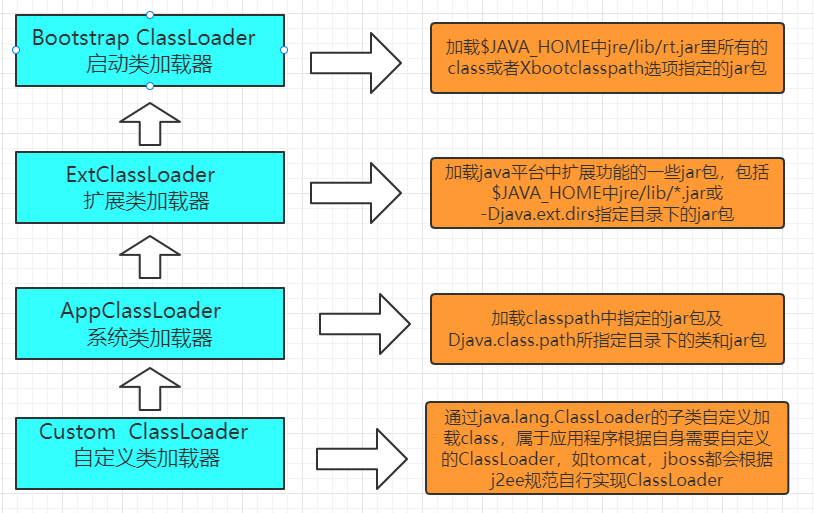 Bootstrap ClassLoader
启动类加载器
加载$JAVA_HOME中jre/lib/rt.jar里所有的
class或者Xbootclasspath选项指定的jar包
ExtClassLoader
扩展类加载器
加载java平台中扩展功能的一些jar包，包括
$JAVA_HOME中jre/lib/*.jar或
-Djava.ext.dirs指定目录下的jar包
AppClassLoader
系统类加载器
加载classpath中指定的jar包及
Djava.class.path所指定目录下的类和jar包
Custom ClassLoader
自定义类加载器
通过java.lang.ClassLoader的子类自定义加
载class，属于应用程序根据自身需要自定义
的ClassLoader，如tomcat，jboss都会根据
j2ee规范自行实现ClassLoader